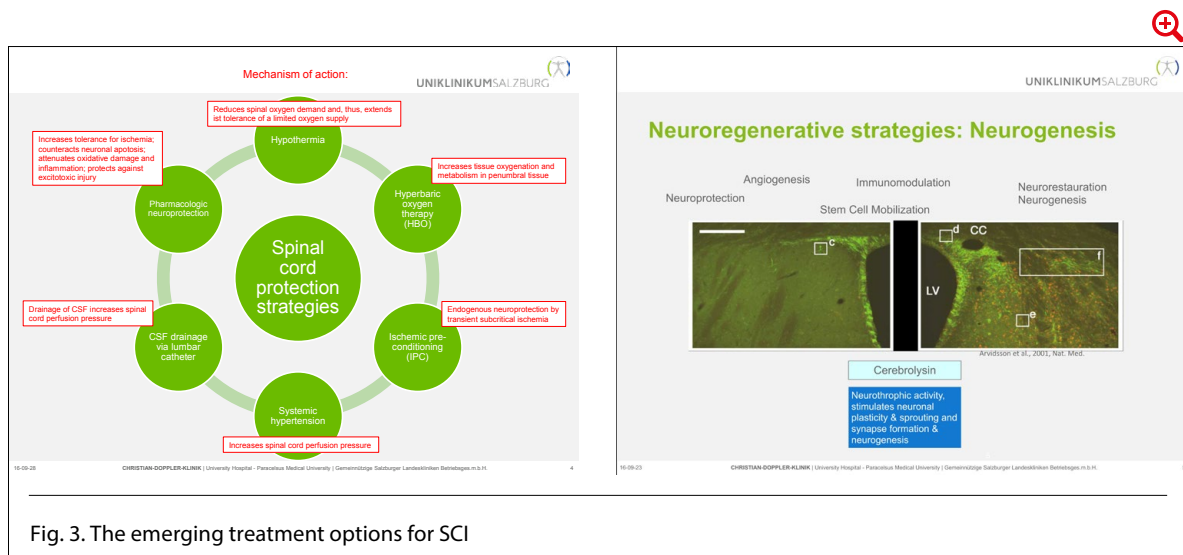 Mechanism of action:
UNIKLINIKUMSALZBURG
Reduces spinal oxygen demand and, thus, extends
ist tolerance of a limited oxygen supply
Hypothermia
Increases tolerance for ischemia;
counteracts neuronal apotosis;
attenuates oxidative damage and
inflammation; protects against
excitotoxic injury
Pharmacologic
neuroprotection
Increases tissue oxygenation and
metabolism in penumbral tissue
Hyperbaric
oxygen
therapy
(HBO)
Spinal
cord
protection
strategies
Drainage of CSF increases spinal
cord perfusion pressure
CSF drainage
via lumbar
catheter
Endogenous neuroprotection by
transient subcritical ischemia
Ischemic pre-
conditioning
(IPC)
Systemic
hypertension
Increases spinal cord perfusion pressure
16-09-28
CHRISTIAN-DOPPLER-KLINIK | University Hospital - Paracelsus Medical University | Gemeinnützige Salzburger Landeskliniken Betriebsges.m.b.H.
4
UNIKLINIKUMSALZBURG
Neuroregenerative strategies: Neurogenesis
Neuroprotection
Angiogenesis
Stem Cell Mobilization
Immunomodulation
Neurorestauration
Neurogenesis
c
d
CC
f
LV
e
Arvidsson et al., 2001, Nat. Med.
Cerebrolysin
Neurothrophic activity,
stimulates neuronal
plasticity & sprouting and
synapse formation &
neurogenesis
16-09-23
CHRISTIAN-DOPPLER-KLINIK | University Hospital - Paracelsus Medical University | Gemeinnützige Salzburger Landeskliniken Betriebsges.m.b.H.
Fig. 3. The emerging treatment options for SCI